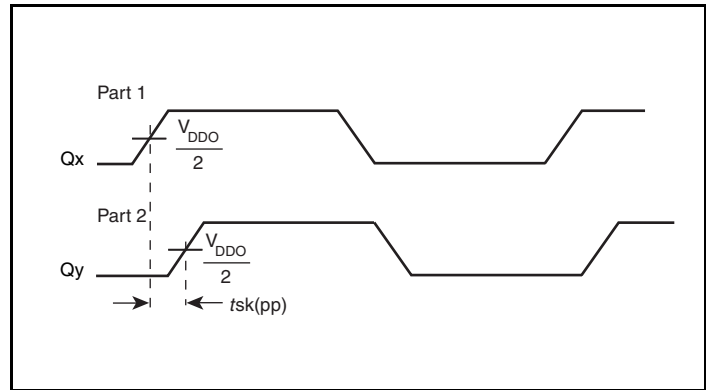 Part 1
V_DDO
2
Qx
Part 2
V_DDO
2
Qy
tsk(pp)